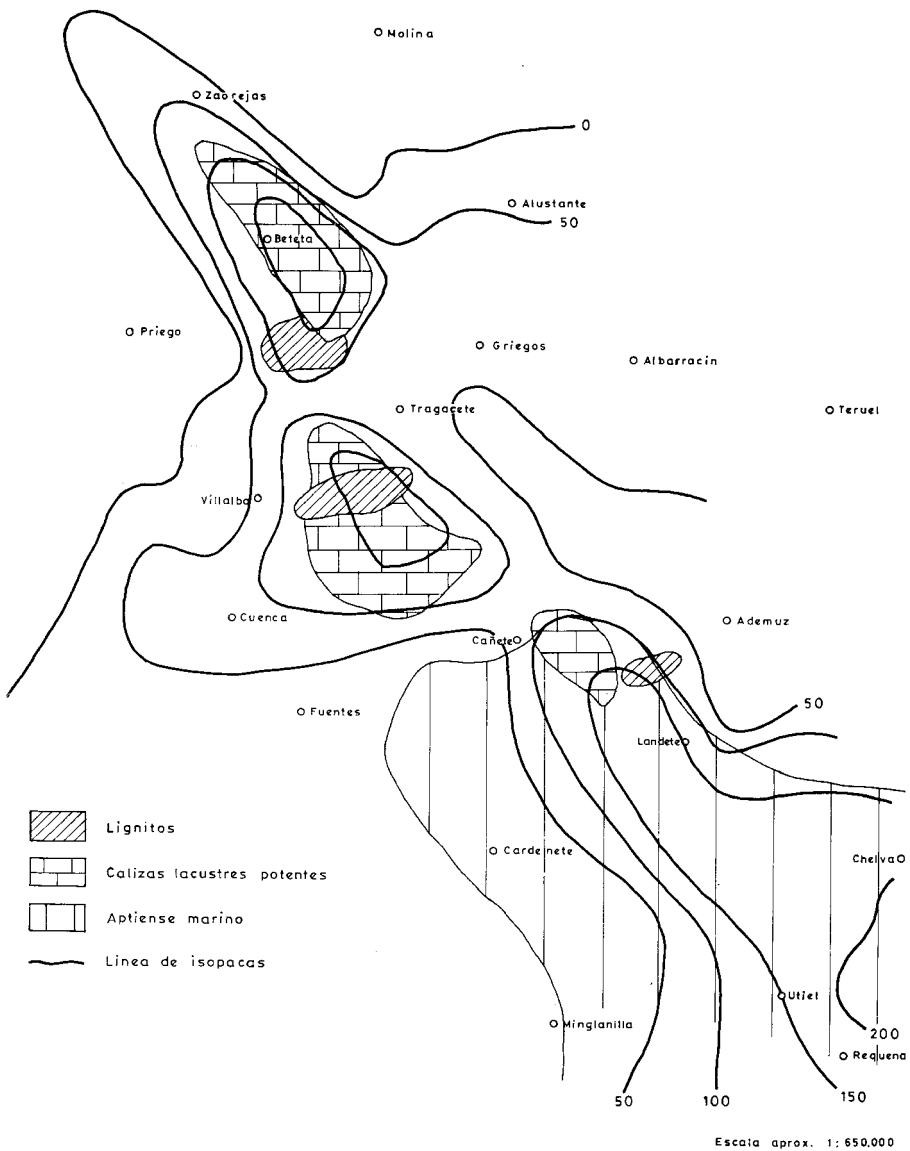 Molina
Zaorejas
0
Alustante
50
Beteta
Priego
Griegos
Albarracin
Tragacete
Teruel
Villalba
Cuenca
Cañete
Ademuz
Fuentes
50
Landete
Lignitos
Cardenete
Chelva
Calizas lacustres potentes
Aptiense marino
Linea de isopacas
Utiel
Minglanilla
200
Requena
50
100
150
Escala aprox. 1:650,000